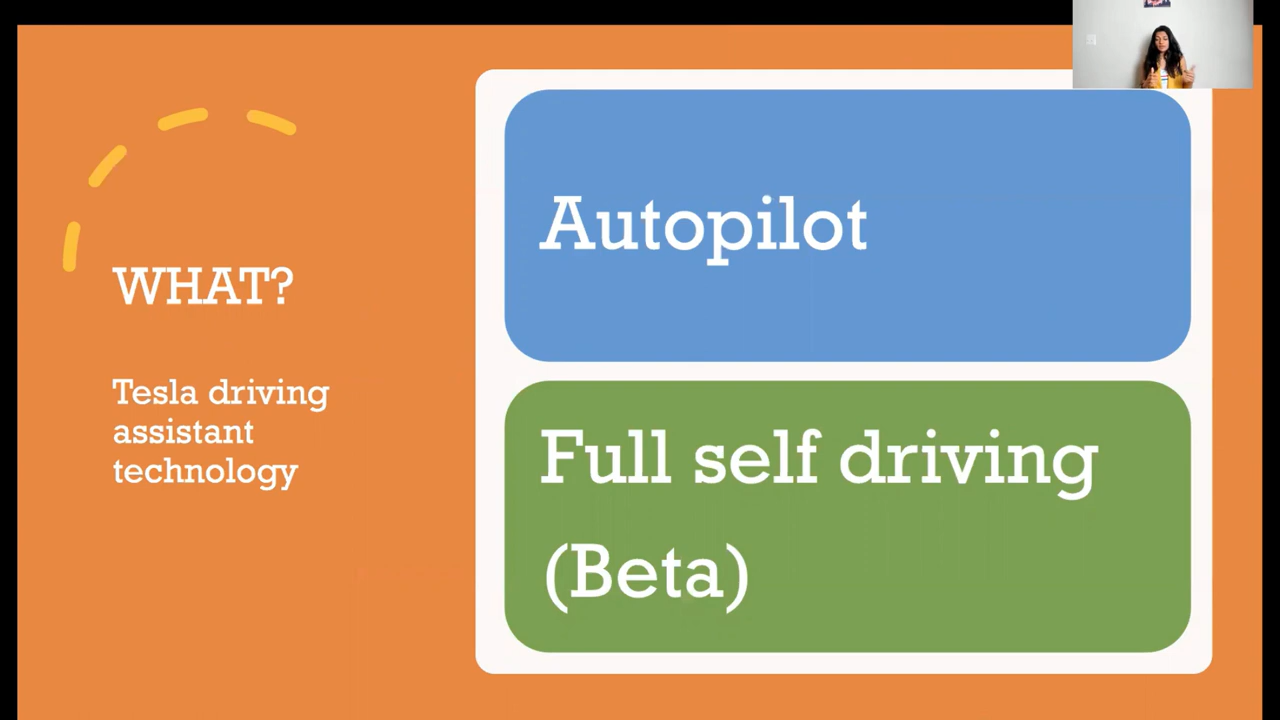 WHAT?
Tesla driving
assistant
technology
Autopilot
Full self driving
(Beta)